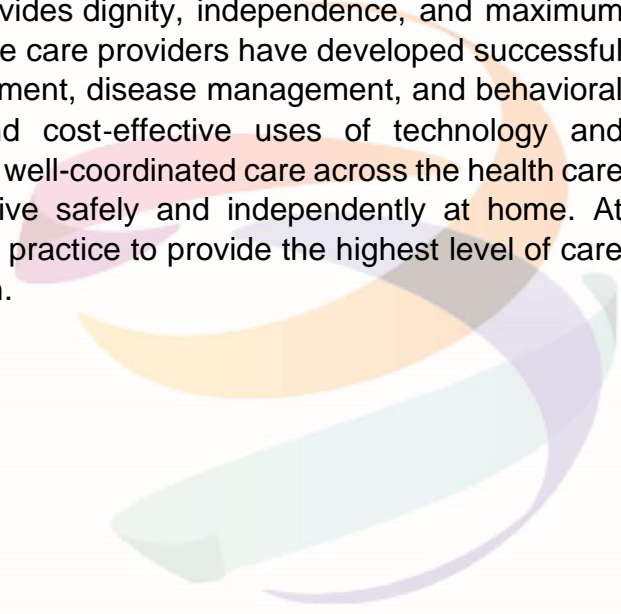 vides dignity, independence, and maximum
e care providers have developed successful
ment, disease management, and behavioral
nd cost-effective uses of technology and
well-coordinated care across the health care
ive safely and independently at home. At
practice to provide the highest level of care
.